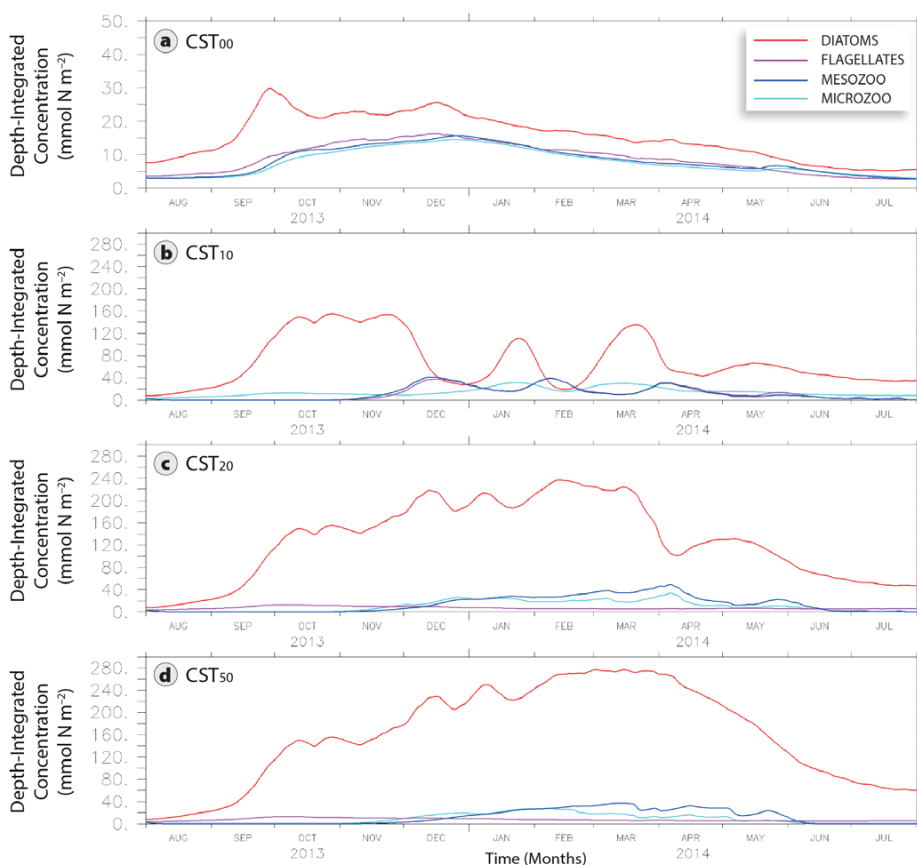 Depth-Integrated
Concentration
(mmol N m⁻²)
50.
40.
30.
20.
10.
0.
a CST00
DIATOMS
FLAGELLATES
MESOZOO
MICROZOO
AUG SEP OCT NOV DEC JAN FEB MAR APR MAY JUN JUL
2013 2014
Depth-Integrated
Concentration
(mmol N m⁻²)
280.
240.
200.
160.
120.
80.
40.
0.
b CST10
AUG SEP OCT NOV DEC JAN FEB MAR APR MAY JUN JUL
2013 2014
Depth-Integrated
Concentration
(mmol N m⁻²)
280.
240.
200.
160.
120.
80.
40.
0.
c CST20
AUG SEP OCT NOV DEC JAN FEB MAR APR MAY JUN JUL
2013 2014
Depth-Integrated
Concentration
(mmol N m⁻²)
280.
240.
200.
160.
120.
80.
40.
0.
d CST50
AUG SEP OCT NOV DEC JAN FEB MAR APR MAY JUN JUL
2013 Time (Months) 2014